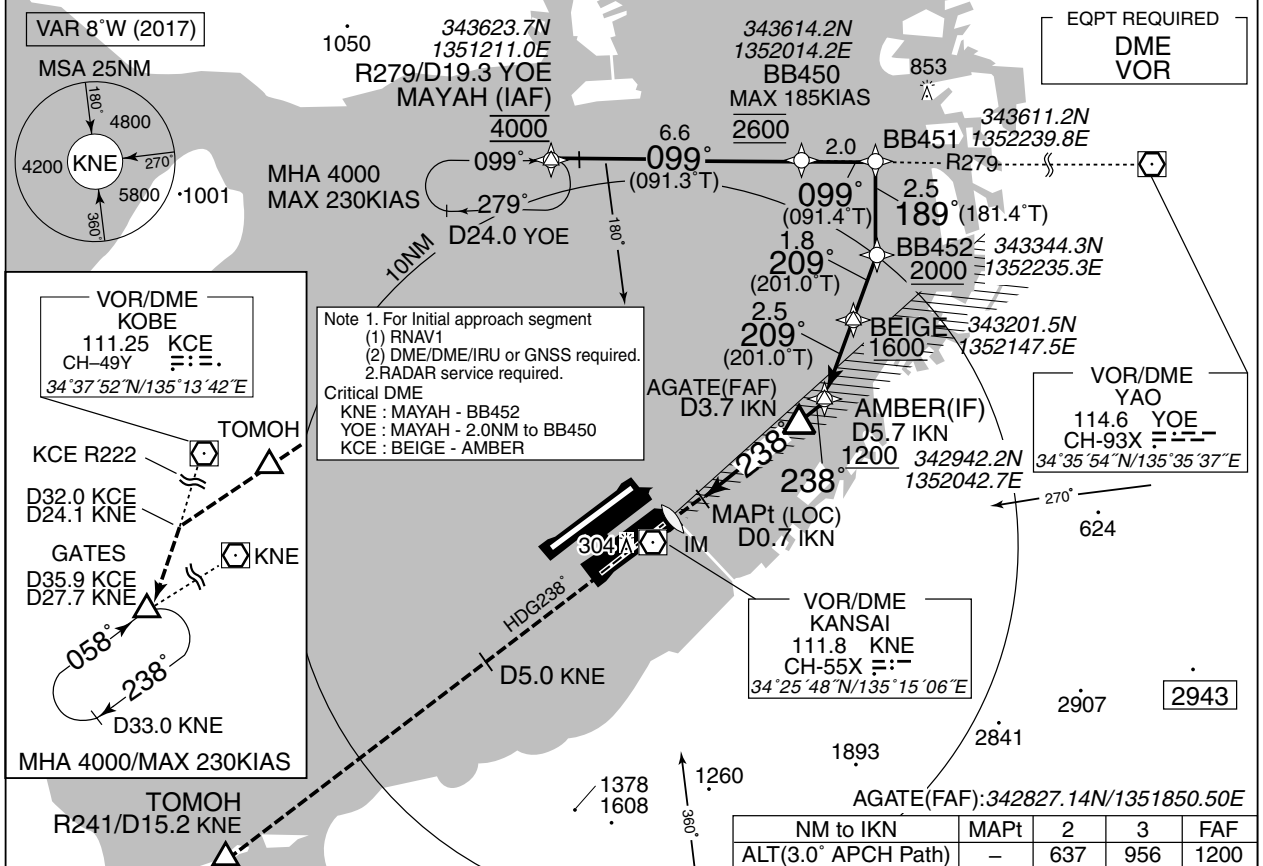 VAR 8˚W (2017)
MSA 25NM
180˚
4800
4200
KNE
270˚
5800
360˚
1001
1050
343623.7N
1351211.0E
R279/D19.3 YOE
MAYAH (IAF)
4000
099˚
279˚
MHA 4000
MAX 230KIAS
D24.0 YOE
10NM
180˚
6.6
099˚
(091.3˚T)
343614.2N
1352014.2E
BB450
MAX 185KIAS
2600
2.0
099˚
(091.4˚T)
853
EQPT REQUIRED
DME
VOR
BB451
343611.2N
1352239.8E
R279
2.5
189˚(181.4˚T)
BB452
2000
343344.3N
1352235.3E
1.8
209˚
(201.0˚T)
BEIGE
1600
343201.5N
1352147.5E
2.5
209˚
(201.0˚T)
AGATE(FAF)
D3.7 IKN
AMBER(IF)
D5.7 IKN
1200
342942.2N
1352042.7E
238˚
238˚
MAPt (LOC)
D0.7 IKN
IM
304
HDG238˚
D5.0 KNE
VOR/DME
YAO
114.6 YOE
CH-93X
34˚35´54˝N/135˚35´37˝E
270˚
624
VOR/DME
KANSAI
111.8 KNE
CH-55X
34˚25´48˝N/135˚15´06˝E
Note 1. For Initial approach segment
(1) RNAV1
(2) DME/DME/IRU or GNSS required.
2.RADAR service required.
Critical DME
KNE : MAYAH - BB452
YOE : MAYAH - 2.0NM to BB450
KCE : BEIGE - AMBER
VOR/DME
KOBE
111.25 KCE
CH–49Y
34˚37´52˝N/135˚13´42˝E
TOMOH
KCE R222
D32.0 KCE
D24.1 KNE
GATES
D35.9 KCE
D27.7 KNE
KNE
058˚
238˚
D33.0 KNE
MHA 4000/MAX 230KIAS
TOMOH
R241/D15.2 KNE
2907
2943
2841
1893
1378
1608
1260
360˚
AGATE(FAF):342827.14N/1351850.50E
NM to IKN MAPt 2 3 FAF
ALT(3.0˚ APCH Path) – 637 956 1200